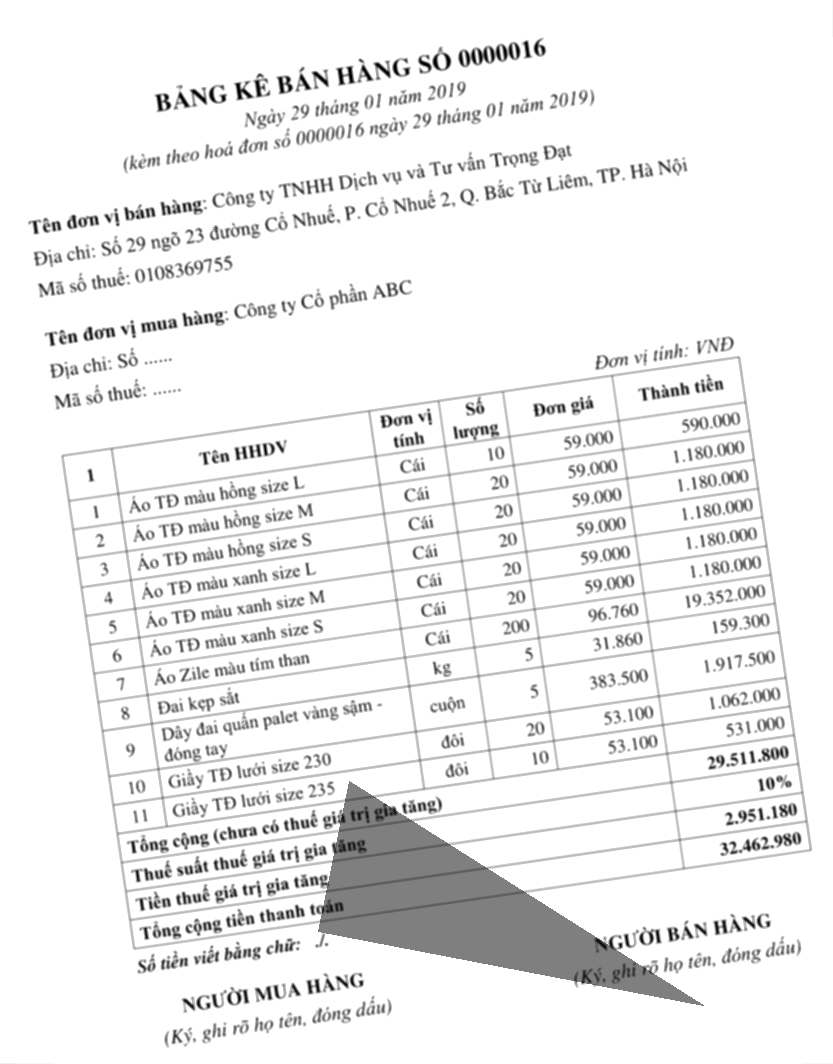 BẢNG KÊ BÁN HÀNG SỐ 0000016
Ngày 29 tháng 01 năm 2019
(kèm theo hoá đơn số 0000016 ngày 29 tháng 01 năm 2019)
Tên đơn vị bán hàng: Công ty TNHH Dịch vụ và Tư vấn Trọng Đạt
Địa chỉ: Số 29 ngõ 23 đường Cổ Nhuế, P. Cổ Nhuế 2, Q. Bắc Từ Liêm, TP. Hà Nội
Mã số thuế: 0108369755
Tên đơn vị mua hàng: Công ty Cổ phần ABC
Địa chỉ: Số ......
Mã số thuế: ......
Đơn vị tính: VNĐ
1 Tên HHDV Đơn vị tính Số lượng Đơn giá Thành tiền
1 Áo TĐ màu hồng size L Cái 10 59.000 590.000
2 Áo TĐ màu hồng size M Cái 20 59.000 1.180.000
3 Áo TĐ màu hồng size S Cái 20 59.000 1.180.000
4 Áo TĐ màu xanh size L Cái 20 59.000 1.180.000
5 Áo TĐ màu xanh size M Cái 20 59.000 1.180.000
6 Áo TĐ màu xanh size S Cái 20 59.000 1.180.000
7 Áo Zile màu tím than Cái 200 96.760 19.352.000
8 Đai kẹp sắt kg 5 31.860 159.300
9 Dây đai quấn palet vàng sậm - đóng tay cuộn 5 383.500 1.917.500
10 Giầy TĐ lưới size 230 đôi 20 53.100 1.062.000
11 Giầy TĐ lưới size 235 đôi 10 53.100 531.000
Tổng cộng (chưa có thuế giá trị gia tăng) 29.511.800
Thuế suất thuế giá trị gia tăng 10%
Tiền thuế giá trị gia tăng 2.951.180
Tổng cộng tiền thanh toán 32.462.980
Số tiền viết bằng chữ: ./.
NGƯỜI MUA HÀNG NGƯỜI BÁN HÀNG
(Ký, ghi rõ họ tên, đóng dấu) (Ký, ghi rõ họ tên, đóng dấu)